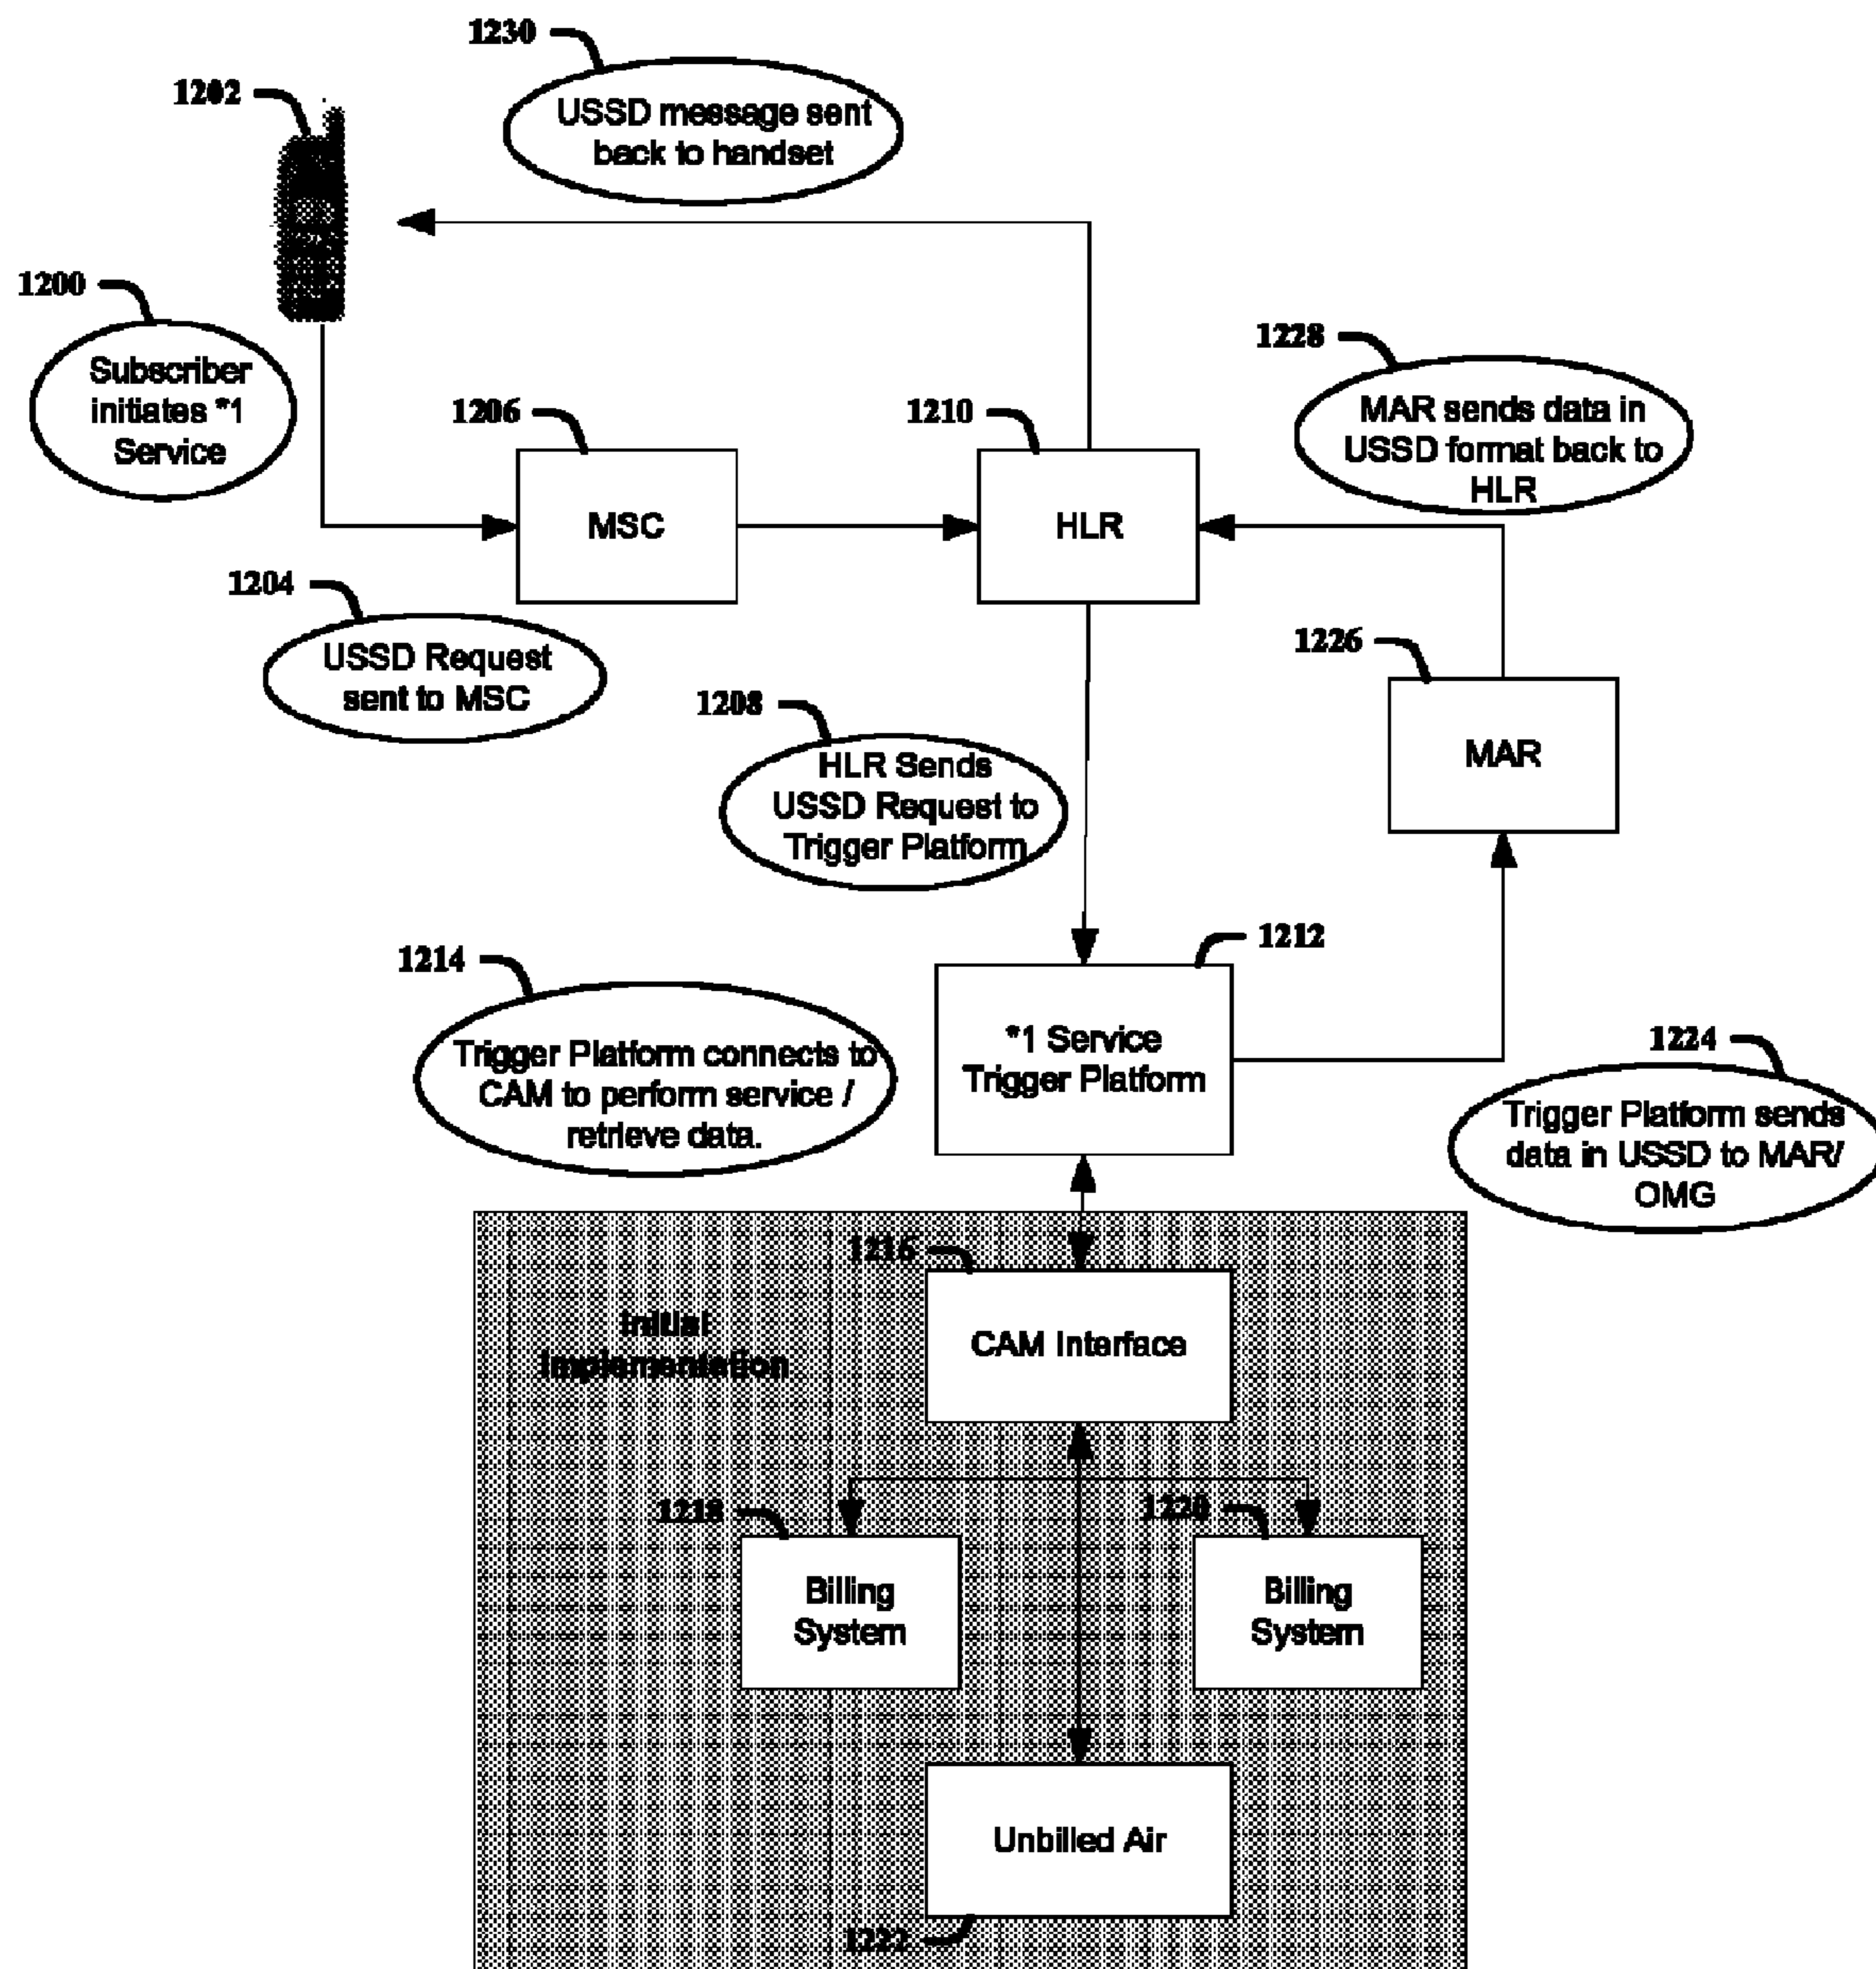 1230
USSD message sent
back to handset
1202
1200
Subscriber
initiates *1
Service
1228
MAR sends data in
USSD format back to
HLR
1206
MSC
1210
HLR
1204
USSD Request
sent to MSC
1226
MAR
1208
HLR Sends
USSD Request to
Trigger Platform
1212
*1 Service
Trigger Platform
1214
Trigger Platform connects to
CAM to perform service /
retrieve data.
1224
Trigger Platform sends
data in USSD to MAR/
OMG
1216
CAM Interface
Initial
Implementation
1218
Billing
System
1220
Billing
System
Unbilled Air
1222